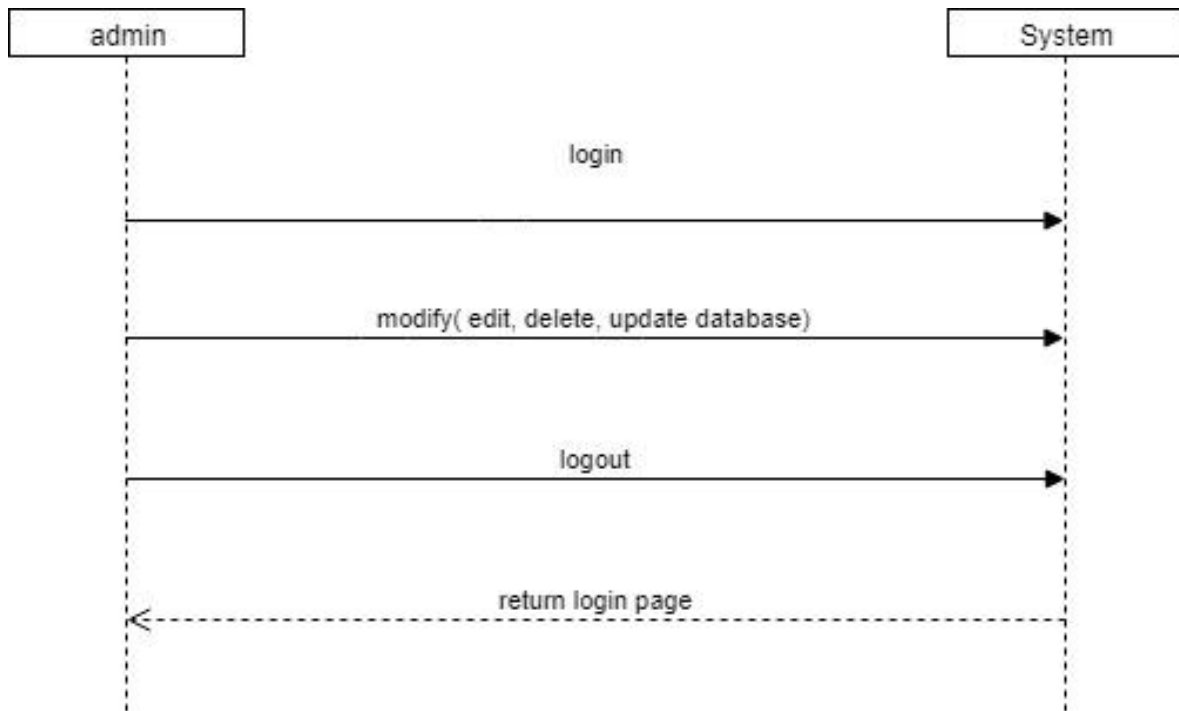 admin
System
login
modify( edit, delete, update database)
logout
return login page